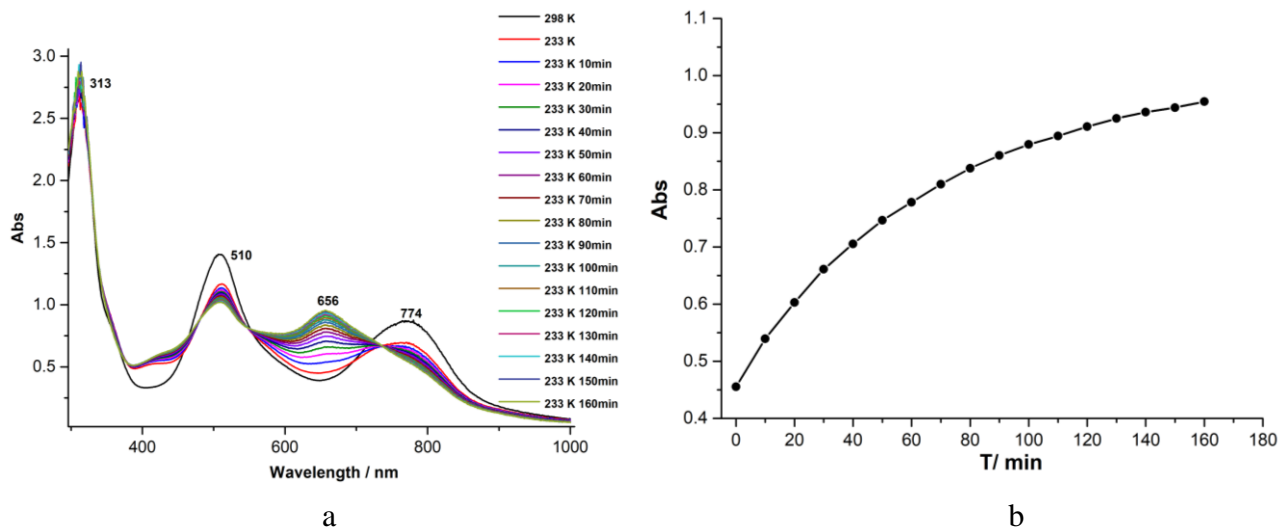 298 K
233 K
233 K 10min
233 K 20min
233 K 30min
233 K 40min
233 K 50min
233 K 60min
233 K 70min
233 K 80min
233 K 90min
233 K 100min
233 K 110min
233 K 120min
233 K 130min
233 K 140min
233 K 150min
233 K 160min
3.0
2.5
2.0
1.5
1.0
0.5
Abs
313
510
656
774
400
600
800
1000
Wavelength / nm
a
1.1
1.0
0.9
0.8
0.7
0.6
0.5
0.4
Abs
0
20
40
60
80
100
120
140
160
180
T/ min
b